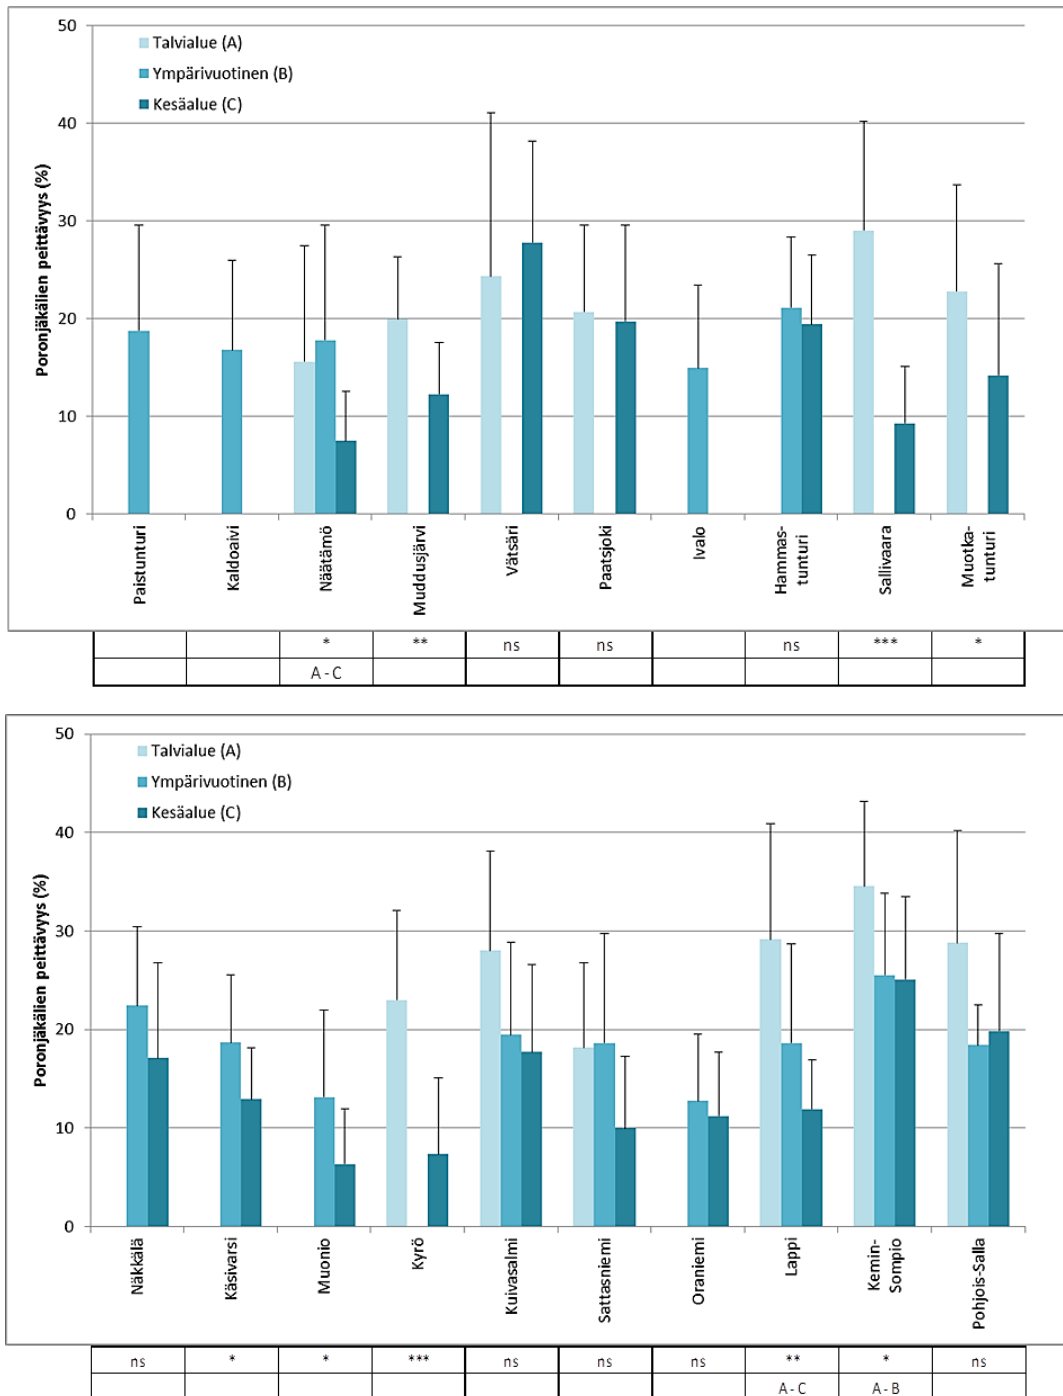 50
40
30
20
10
0
Poronjäkälien peittävyys (%)
Talvialue (A)
Ympärivuotinen (B)
Kesäalue (C)
Paistunturi
Kaldoaivi
Näätämö
Muddusjärvi
Vätsäri
Paatsjoki
Ivalo
Hammas-
tunturi
Sallivaara
Muotka-
tunturi
* ** ns ns ns *** *
A - C
50
40
30
20
10
0
Poronjäkälien peittävyys (%)
Talvialue (A)
Ympärivuotinen (B)
Kesäalue (C)
Näkkälä
Käsivarsi
Muonio
Kyrö
Kuivasalmi
Sattasniemi
Oraniemi
Lappi
Kemin-
Sompio
Pohjois-Salla
ns * * *** ns ns ns ** * ns
A - C A - B